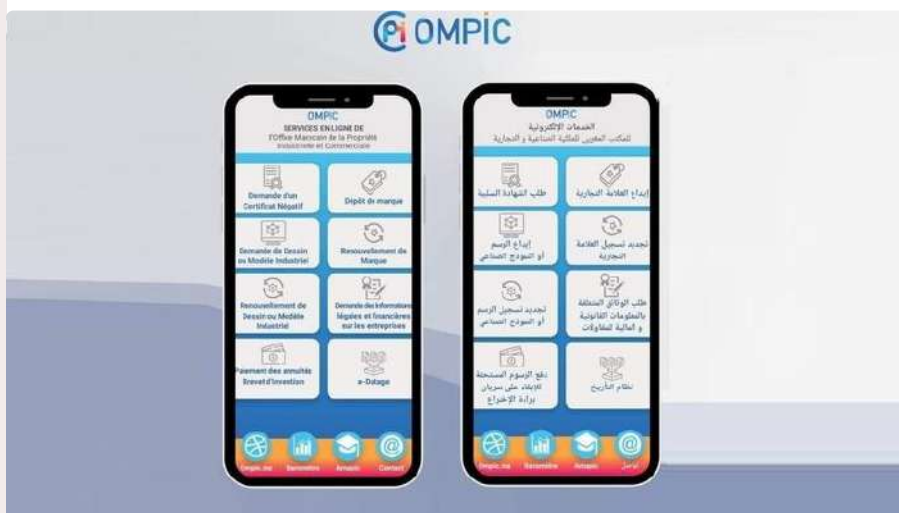 OMPIC
OMPIC
SERVICES EN LIGNE DE
l'Office Marocain de la Propriété
Industrielle et Commerciale
Demande d'un
Certificat Négatif
Dépôt de marque
Demande de Dessin
ou Modèle Industriel
Renouvellement de
Marque
Renouvellement de
Dessin ou Modèle
Industriel
Demande des Informations
légales et financières
sur les entreprises
Paiement des annuités
Brevet d'invention
e-Datage
Ompic.ma
Baromètre
Amapic
Contact
OMPIC
الخدمات الإلكترونية
للمكتب المغربي للملكية الصناعية و التجارية
إيداع العلامة التجارية
طلب الشهادة السلبية
تجديد تسجيل العلامة
التجارية
إيداع الرسم
أو النموذج الصناعي
طلب الوثائق المتعلقة
بالمعلومات القانونية
و المالية للمقاولات
تجديد تسجيل الرسم
أو النموذج الصناعي
نظام التأريخ
دفع الرسوم المستحقة
للإبقاء على سريان
براءة الإختراع
Ompic.ma
Baromètre
Amapic
تواصل